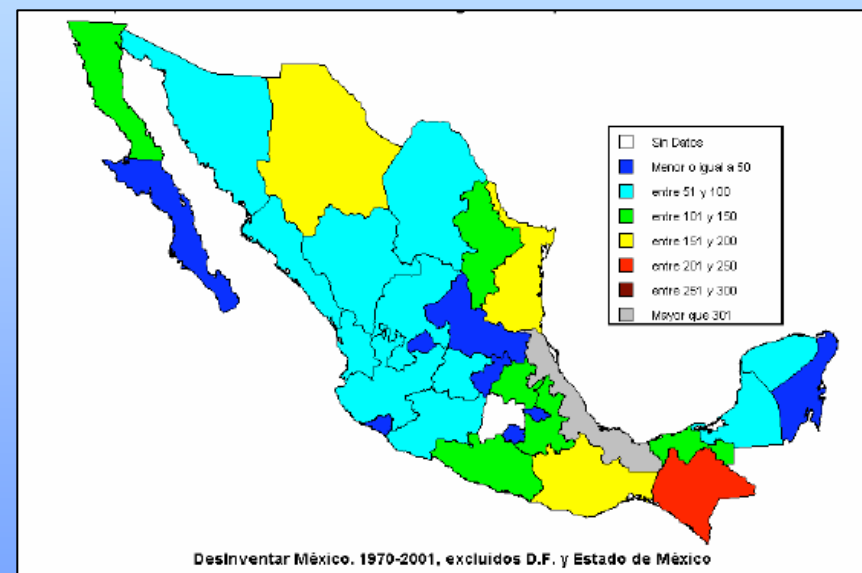 Sin Datos
Menor o igual a 50
entre 51 y 100
entre 101 y 150
entre 151 y 200
entre 201 y 250
entre 251 y 300
Mayor que 301
DesInventar México. 1970-2001, excluidos D.F. y Estado de México